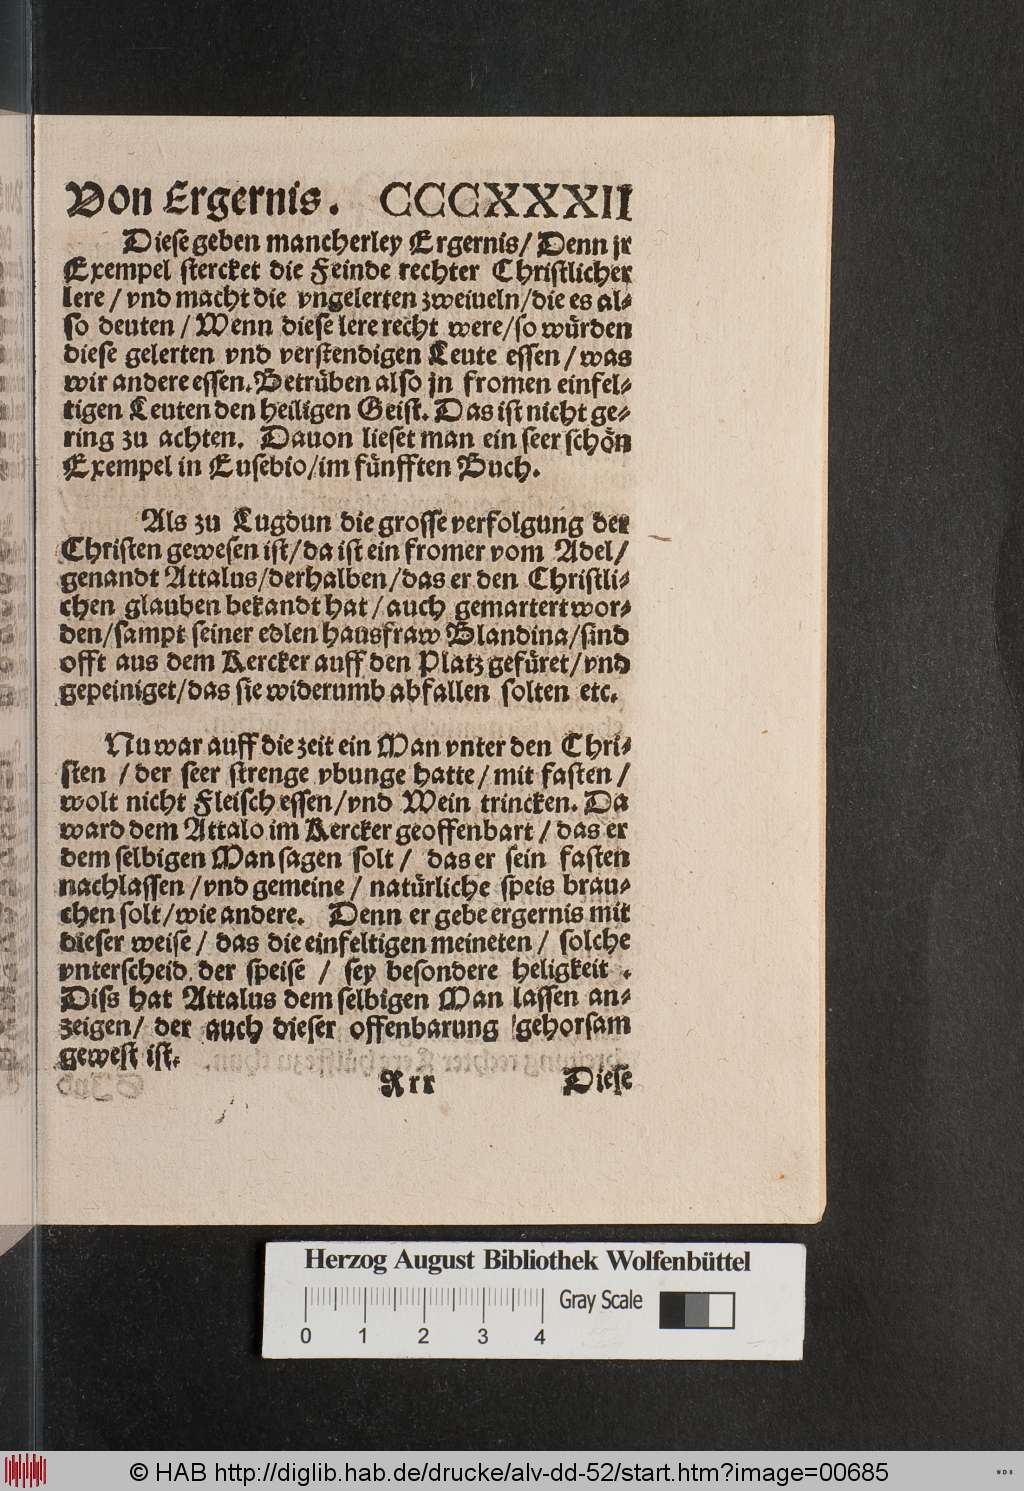 Von Ergernis. CCCXXXII
Diese geben mancherley Ergernis/ Denn jr
Exempel stercket die Feinde rechter Christlicher
lere / vnd macht die vngelerten zweiueln/die es al⸗
so deuten / Wenn diese lere recht were/so würden
diese gelerten vnd verstendigen Leute essen/was
wir andere essen. Betrüben also jn fromen einfel⸗
tigen Leuten den heiligen Geist. Das ist nicht ge⸗
ring zu achten. Dauon lieset man ein seer schön
Exempel in Eusebio/im fünfften Buch.
Als zu Lugdun die grosse verfolgung der
Christen gewesen ist/da ist ein fromer vom Adel/
genandt Attalus/derhalben/das er den Christli⸗
chen glauben bekandt hat/auch gemartert wor⸗
den/sampt seiner edlen hausfraw Blandina/sind
offt aus dem Kercker auff den Platz gefüret/vnd
gepeiniget/das sie widerumb abfallen solten etc.
Nu war auff die zeit ein Man vnter den Chri⸗
sten / der seer strenge vbunge hatte/mit fasten /
wolt nicht Fleisch essen/vnd Wein trincken. Da
ward dem Attalo im Kercker geoffenbart/das er
dem selbigen Man sagen solt / das er sein fasten
nachlassen/vnd gemeine/ natürliche speis brau⸗
chen solt/wie andere. Denn er gebe ergernis mit
dieser weise/ das die einfeltigen meineten/ solche
vnterscheid der speise / sey besondere heligkeit .
Diss hat Attalus dem selbigen Man lassen an⸗
zeigen/ der auch dieser offenbarung gehorsam
gewest ist.
Rrr Diese
Herzog August Bibliothek Wolfenbüttel
Gray Scale
0 1 2 3 4
© HAB http://diglib.hab.de/drucke/alv-dd-52/start.htm?image=00685
WDB